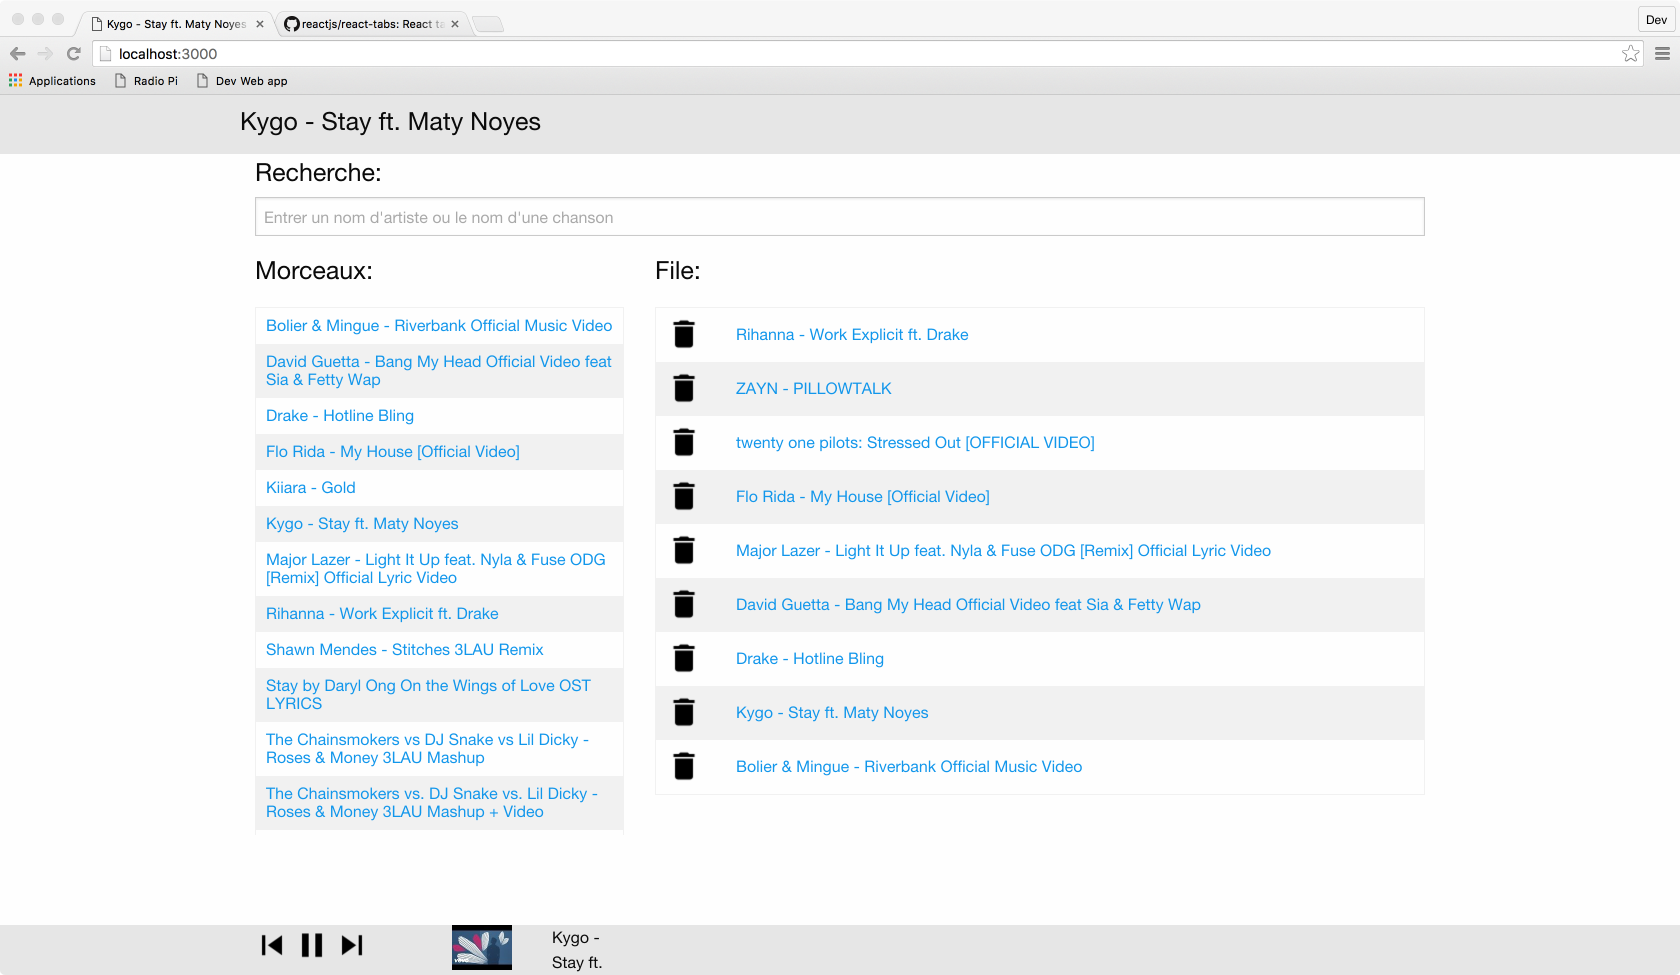 Kygo - Stay ft. Maty Noyes
reactjs/react-tabs: React ta
Dev
localhost:3000
Applications
Radio Pi
Dev Web app
Kygo - Stay ft. Maty Noyes
Recherche:
Entrer un nom d'artiste ou le nom d'une chanson
Morceaux:
Bolier & Mingue - Riverbank Official Music Video
David Guetta - Bang My Head Official Video feat
Sia & Fetty Wap
Drake - Hotline Bling
Flo Rida - My House [Official Video]
Kiiara - Gold
Kygo - Stay ft. Maty Noyes
Major Lazer - Light It Up feat. Nyla & Fuse ODG
[Remix] Official Lyric Video
Rihanna - Work Explicit ft. Drake
Shawn Mendes - Stitches 3LAU Remix
Stay by Daryl Ong On the Wings of Love OST
LYRICS
The Chainsmokers vs DJ Snake vs Lil Dicky -
Roses & Money 3LAU Mashup
The Chainsmokers vs. DJ Snake vs. Lil Dicky -
Roses & Money 3LAU Mashup + Video
File:
Rihanna - Work Explicit ft. Drake
ZAYN - PILLOWTALK
twenty one pilots: Stressed Out [OFFICIAL VIDEO]
Flo Rida - My House [Official Video]
Major Lazer - Light It Up feat. Nyla & Fuse ODG [Remix] Official Lyric Video
David Guetta - Bang My Head Official Video feat Sia & Fetty Wap
Drake - Hotline Bling
Kygo - Stay ft. Maty Noyes
Bolier & Mingue - Riverbank Official Music Video
vevo
Kygo -
Stay ft.